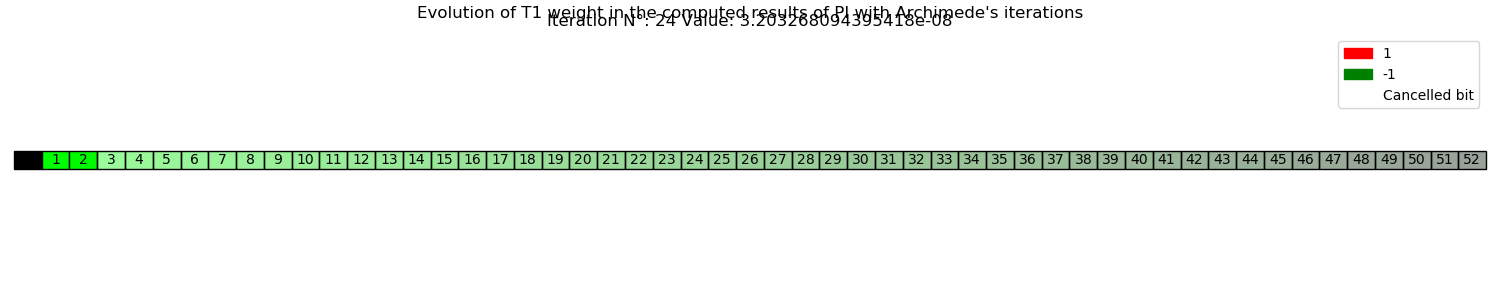 Evolution of T1 weight in the computed results of PI with Archimede's iterations
Iteration N°: 24 Value: 3.203268094395418e-08
1
-1
Cancelled bit
1 2 3 4 5 6 7 8 9 10 11 12 13 14 15 16 17 18 19 20 21 22 23 24 25 26 27 28 29 30 31 32 33 34 35 36 37 38 39 40 41 42 43 44 45 46 47 48 49 50 51 52